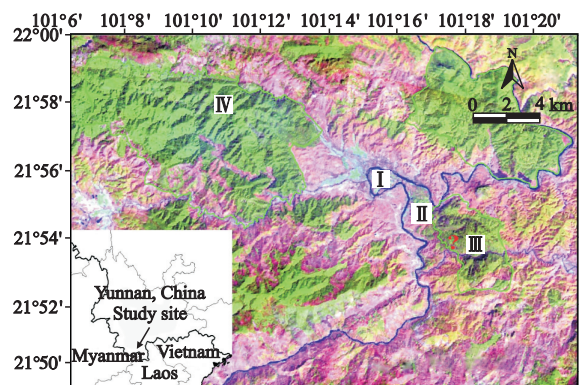 101°6' 101°8' 101°10' 101°12' 101°14' 101°16' 101°18' 101°20'
22°00'
N
IV
21°58'
0 2 4 km
21°56'
I
II
21°54'
III
Yunnan, China
Study site
21°52'
Myanmar Vietnam
Laos
21°50'